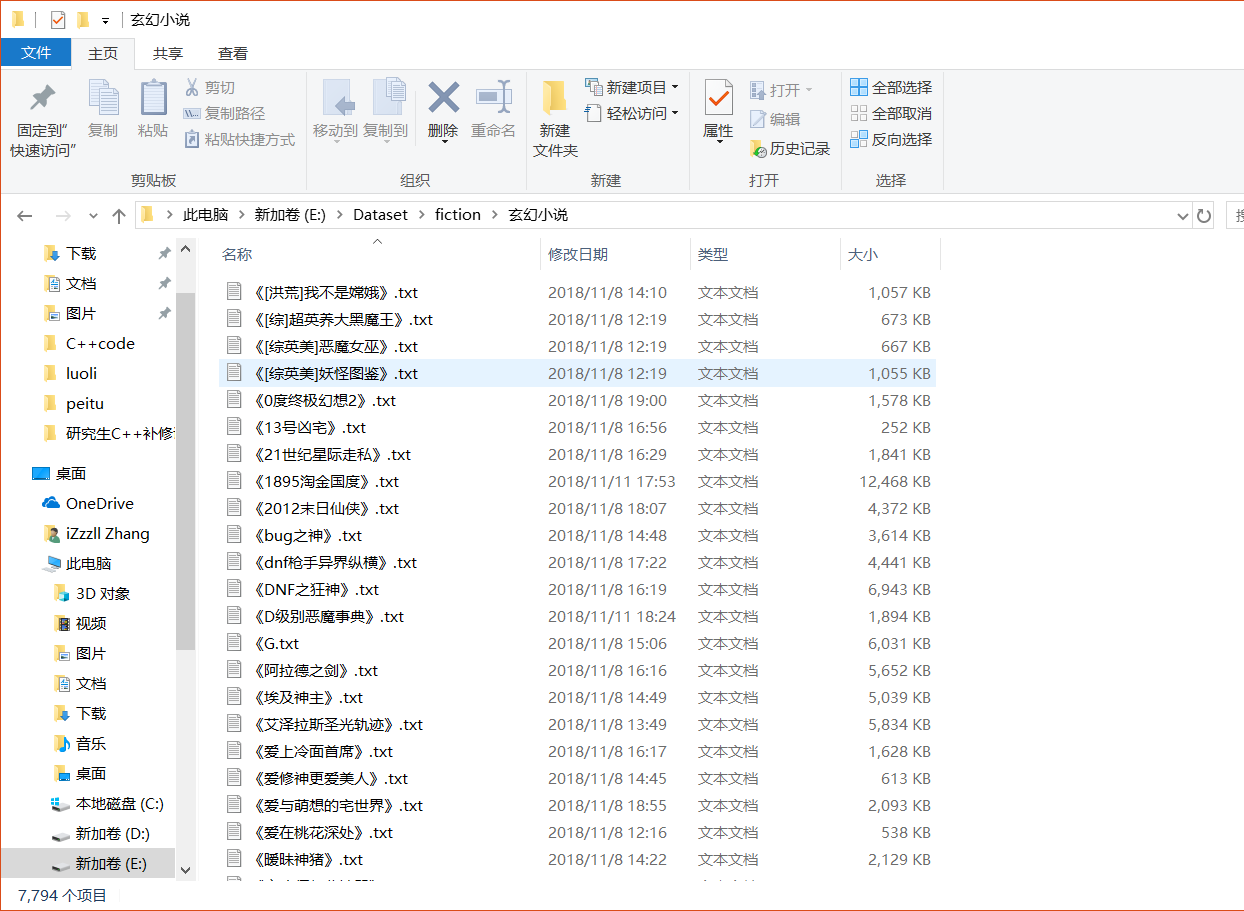 玄幻小说
文件 主页 共享 查看
固定到"快速访问" 复制 粘贴 剪切 复制路径 粘贴快捷方式
剪贴板
移动到 复制到 删除 重命名
组织
新建文件夹 新建项目 轻松访问
新建
属性 打开 编辑 历史记录
打开
全部选择 全部取消 反向选择
选择
此电脑 新加卷 (E:) Dataset fiction 玄幻小说
下载
文档
图片
C++code
luoli
peitu
研究生C++补修
桌面
OneDrive
iZzzll Zhang
此电脑
3D 对象
视频
图片
文档
下载
音乐
桌面
本地磁盘 (C:)
新加卷 (D:)
新加卷 (E:)
名称 修改日期 类型 大小
《[洪荒]我不是嫦娥》.txt 2018/11/8 14:10 文本文档 1,057 KB
《[综]超英养大黑魔王》.txt 2018/11/8 12:19 文本文档 673 KB
《[综英美]恶魔女巫》.txt 2018/11/8 12:19 文本文档 667 KB
《[综英美]妖怪图鉴》.txt 2018/11/8 12:19 文本文档 1,055 KB
《0度终极幻想2》.txt 2018/11/8 19:00 文本文档 1,578 KB
《13号凶宅》.txt 2018/11/8 16:56 文本文档 252 KB
《21世纪星际走私》.txt 2018/11/8 16:29 文本文档 1,841 KB
《1895淘金国度》.txt 2018/11/11 17:53 文本文档 12,468 KB
《2012末日仙侠》.txt 2018/11/8 18:07 文本文档 4,372 KB
《bug之神》.txt 2018/11/8 14:48 文本文档 3,614 KB
《dnf枪手异界纵横》.txt 2018/11/8 17:22 文本文档 4,441 KB
《DNF之狂神》.txt 2018/11/8 16:19 文本文档 6,943 KB
《D级别恶魔事典》.txt 2018/11/11 18:24 文本文档 1,894 KB
《G.txt 2018/11/8 15:06 文本文档 6,031 KB
《阿拉德之剑》.txt 2018/11/8 16:16 文本文档 5,652 KB
《埃及神主》.txt 2018/11/8 14:49 文本文档 5,039 KB
《艾泽拉斯圣光轨迹》.txt 2018/11/8 13:49 文本文档 5,834 KB
《爱上冷面首席》.txt 2018/11/8 16:17 文本文档 1,628 KB
《爱修神更爱美人》.txt 2018/11/8 14:45 文本文档 613 KB
《爱与萌想的宅世界》.txt 2018/11/8 18:55 文本文档 2,093 KB
《爱在桃花深处》.txt 2018/11/8 12:16 文本文档 538 KB
《暧昧神猪》.txt 2018/11/8 14:22 文本文档 2,129 KB
7,794 个项目